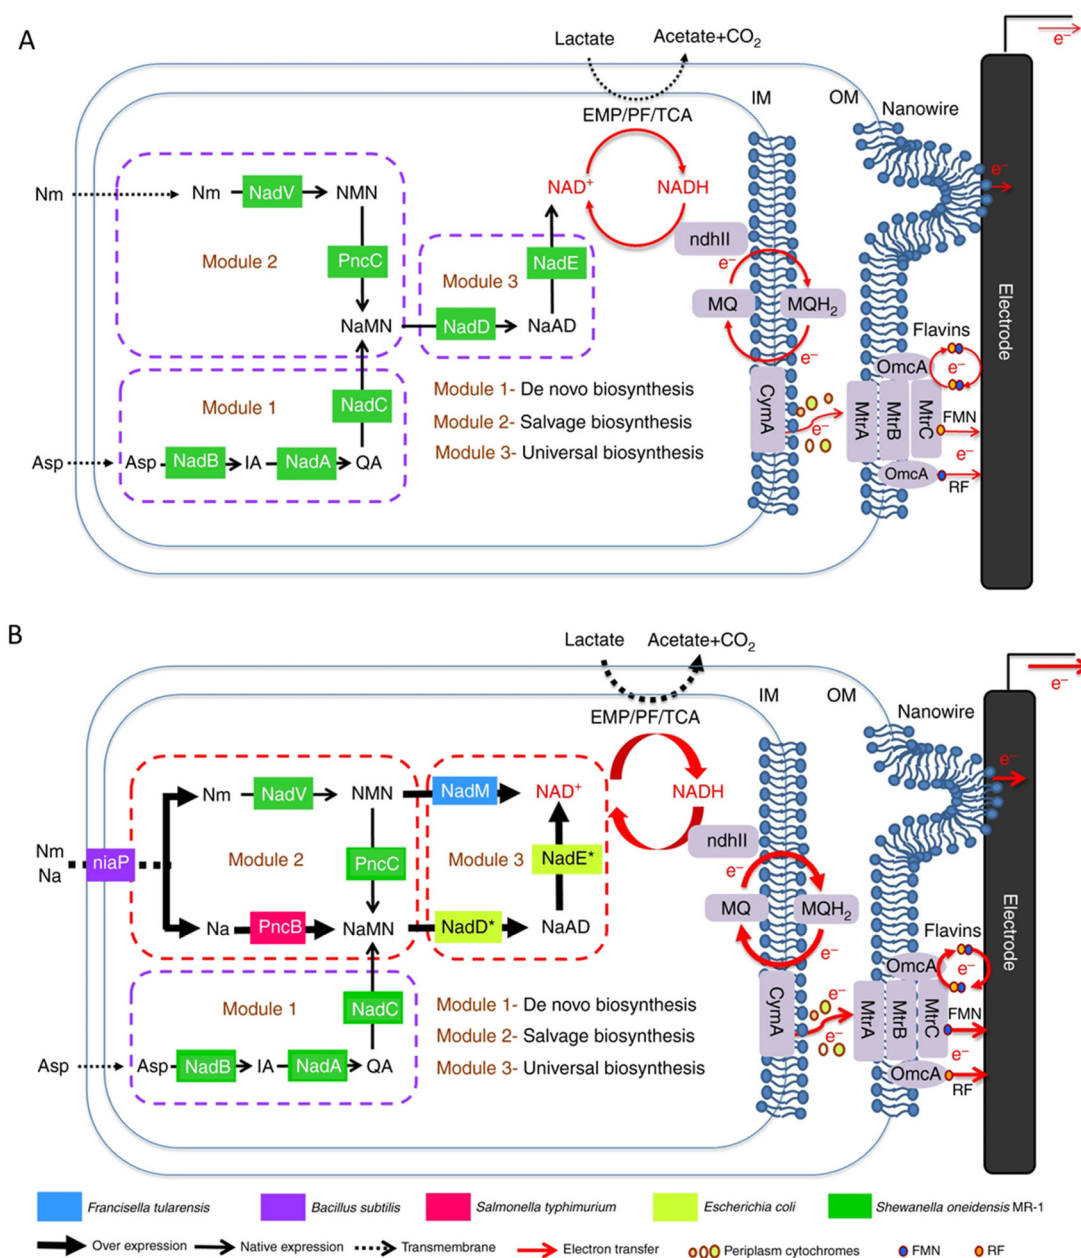 A
Lactate
Acetate+CO2
e−
EMP/PF/TCA
IM
OM
Nanowire
e−
Nm
Nm
NadV
NMN
NAD+
NADH
Module 2
PncC
Module 3
NadE
ndhII
e−
MQ
MQH2
NaMN
NadD
NaAD
e−
Flavins
OmcA
e−
Module 1
NadC
Module 1- De novo biosynthesis
Module 2- Salvage biosynthesis
Module 3- Universal biosynthesis
CymA
e−
MtrA
MtrB
MtrC
FMN
e−
OmcA
RF
Electrode
Asp
Asp
NadB
IA
NadA
QA
B
Lactate
Acetate+CO2
e−
EMP/PF/TCA
IM
OM
Nanowire
e−
Nm
NadV
NMN
NadM
NAD+
NADH
Nm
Na
niaP
Module 2
PncC
Module 3
NadE*
ndhII
e−
MQ
MQH2
Na
PncB
NaMN
NadD*
NaAD
e−
Flavins
OmcA
e−
Module 1
NadC
Module 1- De novo biosynthesis
Module 2- Salvage biosynthesis
Module 3- Universal biosynthesis
CymA
e−
e−
MtrA
MtrB
MtrC
FMN
e−
OmcA
RF
Electrode
Asp
Asp
NadB
IA
NadA
QA
Francisella tularensis
Bacillus subtilis
Salmonella typhimurium
Escherichia coli
Shewanella oneidensis MR-1
Over expression
Native expression
Transmembrane
Electron transfer
Periplasm cytochromes
FMN
RF